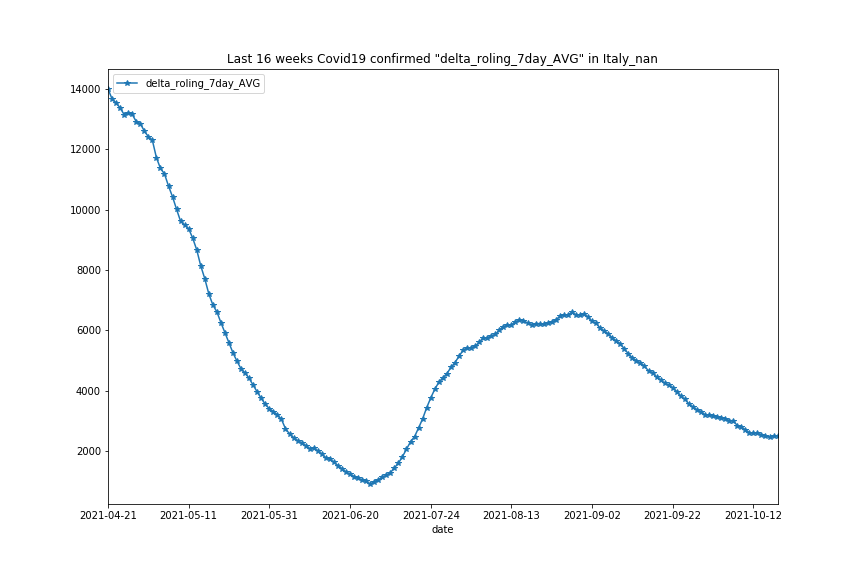 Last 16 weeks Covid19 confirmed "delta_roling_7day_AVG" in Italy_nan
delta_roling_7day_AVG
14000
12000
10000
8000
6000
4000
2000
2021-04-21 2021-05-11 2021-05-31 2021-06-20 2021-07-24 2021-08-13 2021-09-02 2021-09-22 2021-10-12
date